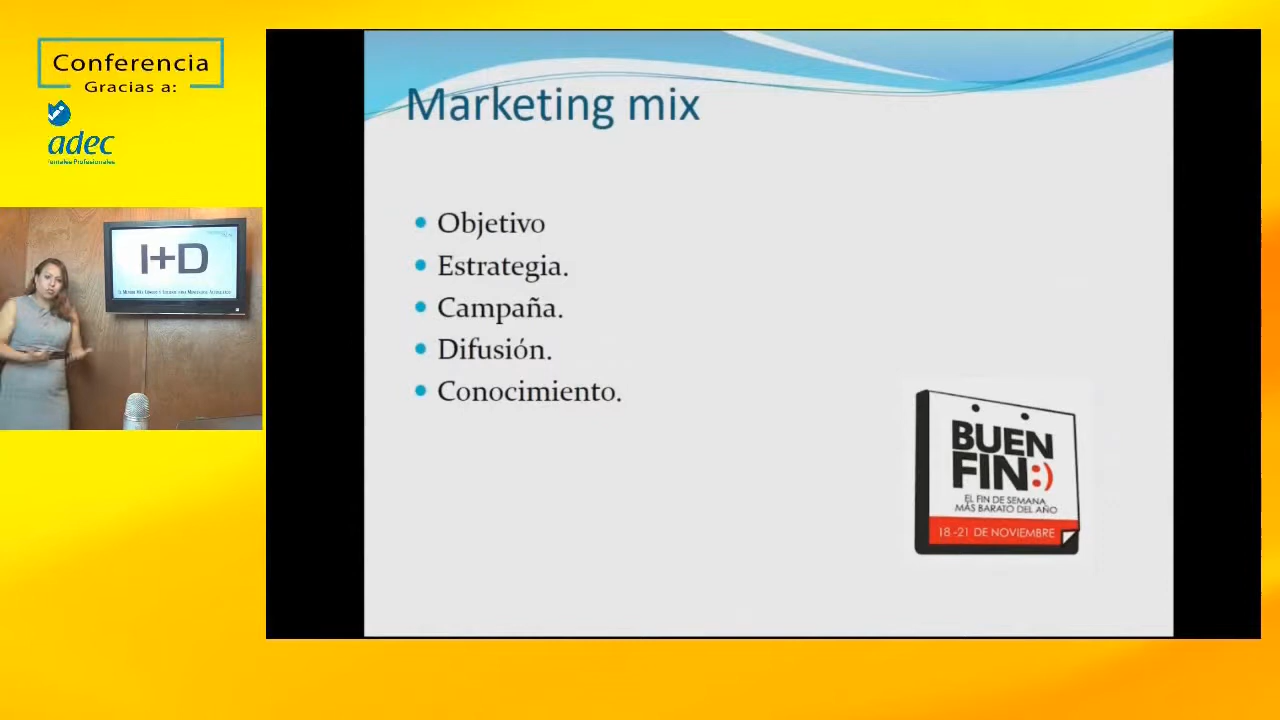 Conferencia
Gracias a:
adec
I+D
Marketing mix
Objetivo
Estrategia.
Campaña.
Difusión.
Conocimiento.
BUEN
FIN:)
EL FIN DE SEMANA
MÁS BARATO DEL AÑO
18 -21 DE NOVIEMBRE